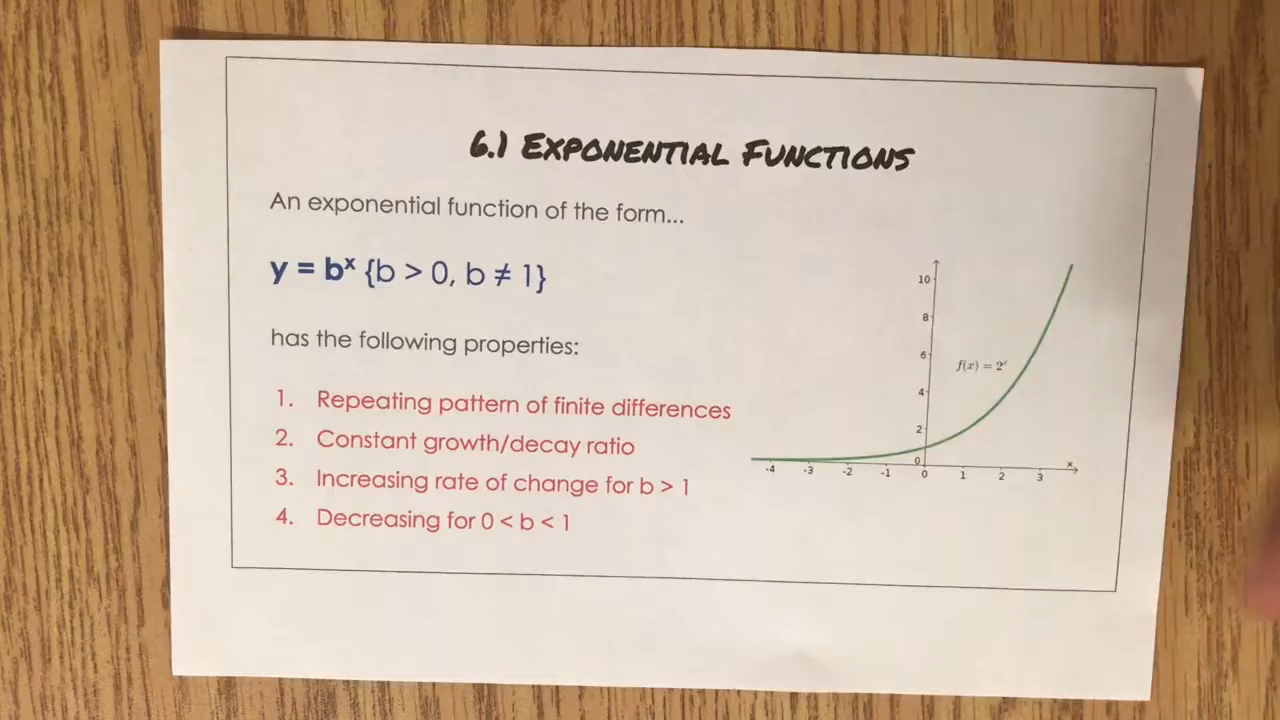 6.1 Exponential Functions
An exponential function of the form...
y = bˣ {b > 0, b ≠ 1}
has the following properties:
1. Repeating pattern of finite differences
2. Constant growth/decay ratio
3. Increasing rate of change for b > 1
4. Decreasing for 0 < b < 1
10
8
6
f(x) = 2ˣ
4
2
0
x
-4 -3 -2 -1 0 1 2 3